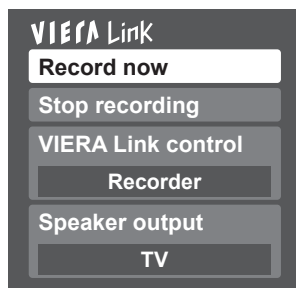 VIERA Link
Record now
Stop recording
VIERA Link control
Recorder
Speaker output
TV